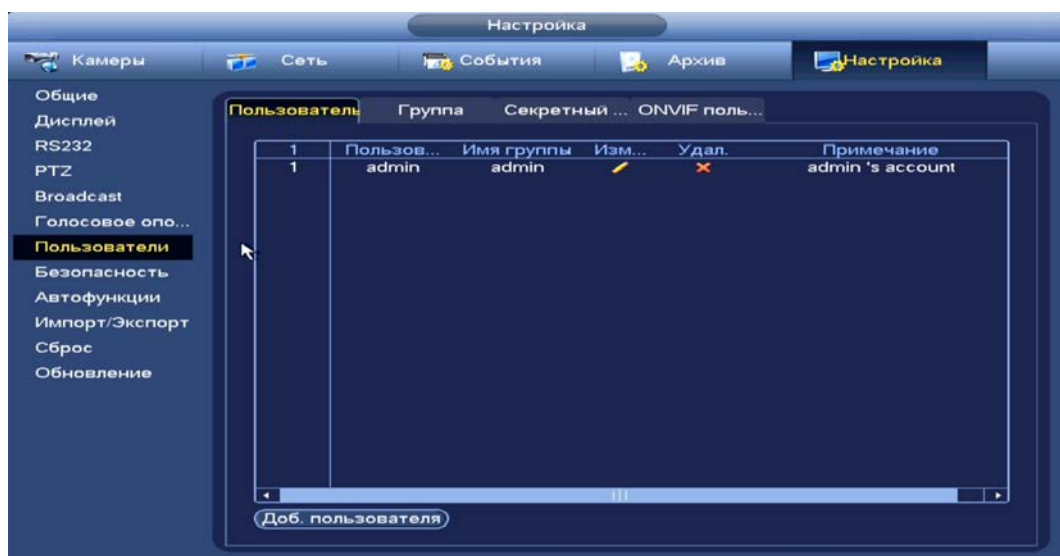 Настройка
Камеры Сеть События Архив Настройка
Общие
Дисплей
RS232
PTZ
Broadcast
Голосовое опо...
Пользователи
Безопасность
Автофункции
Импорт/Экспорт
Сброс
Обновление
Пользователь Группа Секретный ... ONVIF поль...
1 Пользов... Имя группы Изм... Удал. Примечание
1 admin admin admin 's account
Доб. пользователя